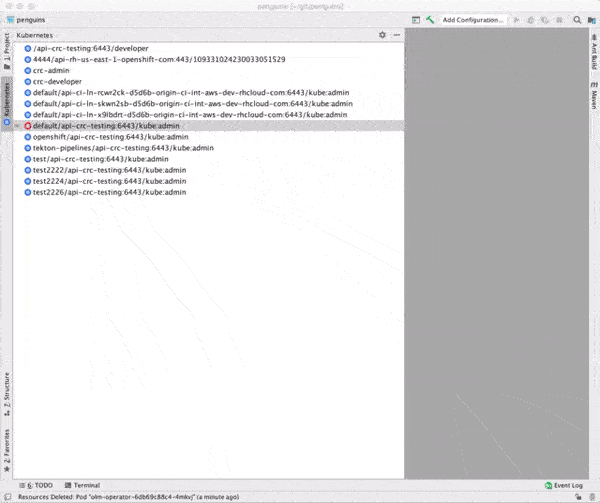 penguins [~/git/penguins]
penguins
Add Configuration...
1: Project
Kubernetes
/api-crc-testing:6443/developer
4444/api-rh-us-east-1-openshift-com:443/109331024230033051529
crc-admin
crc-developer
default/api-ci-ln-rcwr2ck-d5d6b-origin-ci-int-aws-dev-rhcloud-com:6443/kube:admin
default/api-ci-ln-skwn2sb-d5d6b-origin-ci-int-aws-dev-rhcloud-com:6443/kube:admin
default/api-ci-ln-x9lbdrt-d5d6b-origin-ci-int-aws-dev-rhcloud-com:6443/kube:admin
default/api-crc-testing:6443/kube:admin
openshift/api-crc-testing:6443/kube:admin
tekton-pipelines/api-crc-testing:6443/kube:admin
test/api-crc-testing:6443/kube:admin
test2222/api-crc-testing:6443/kube:admin
test2224/api-crc-testing:6443/kube:admin
test2226/api-crc-testing:6443/kube:admin
Kubernetes
Ant Build
Maven
Z: Structure
2: Favorites
6: TODO
Terminal
Event Log
Resources Deleted: Pod "olm-operator-6db69c88c4-4mkvj" (a minute ago)